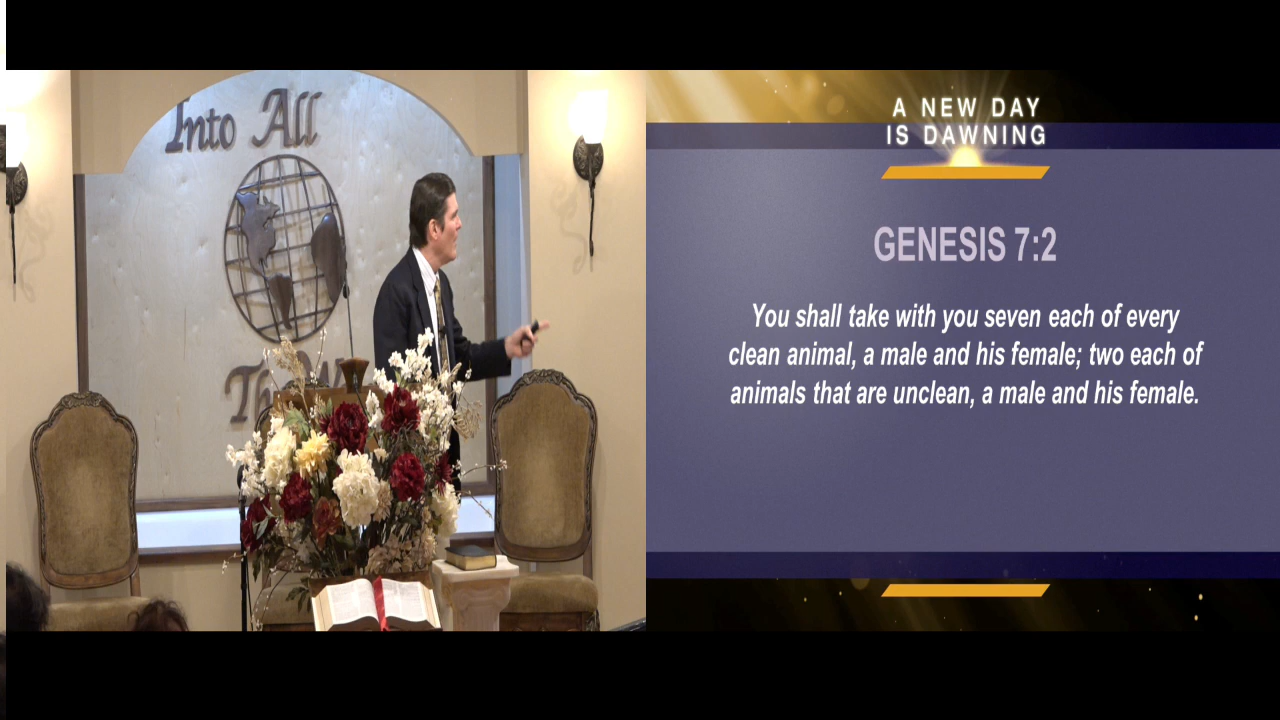 Into All
A NEW DAY
IS DAWNING
GENESIS 7:2
You shall take with you seven each of every
clean animal, a male and his female; two each of
animals that are unclean, a male and his female.